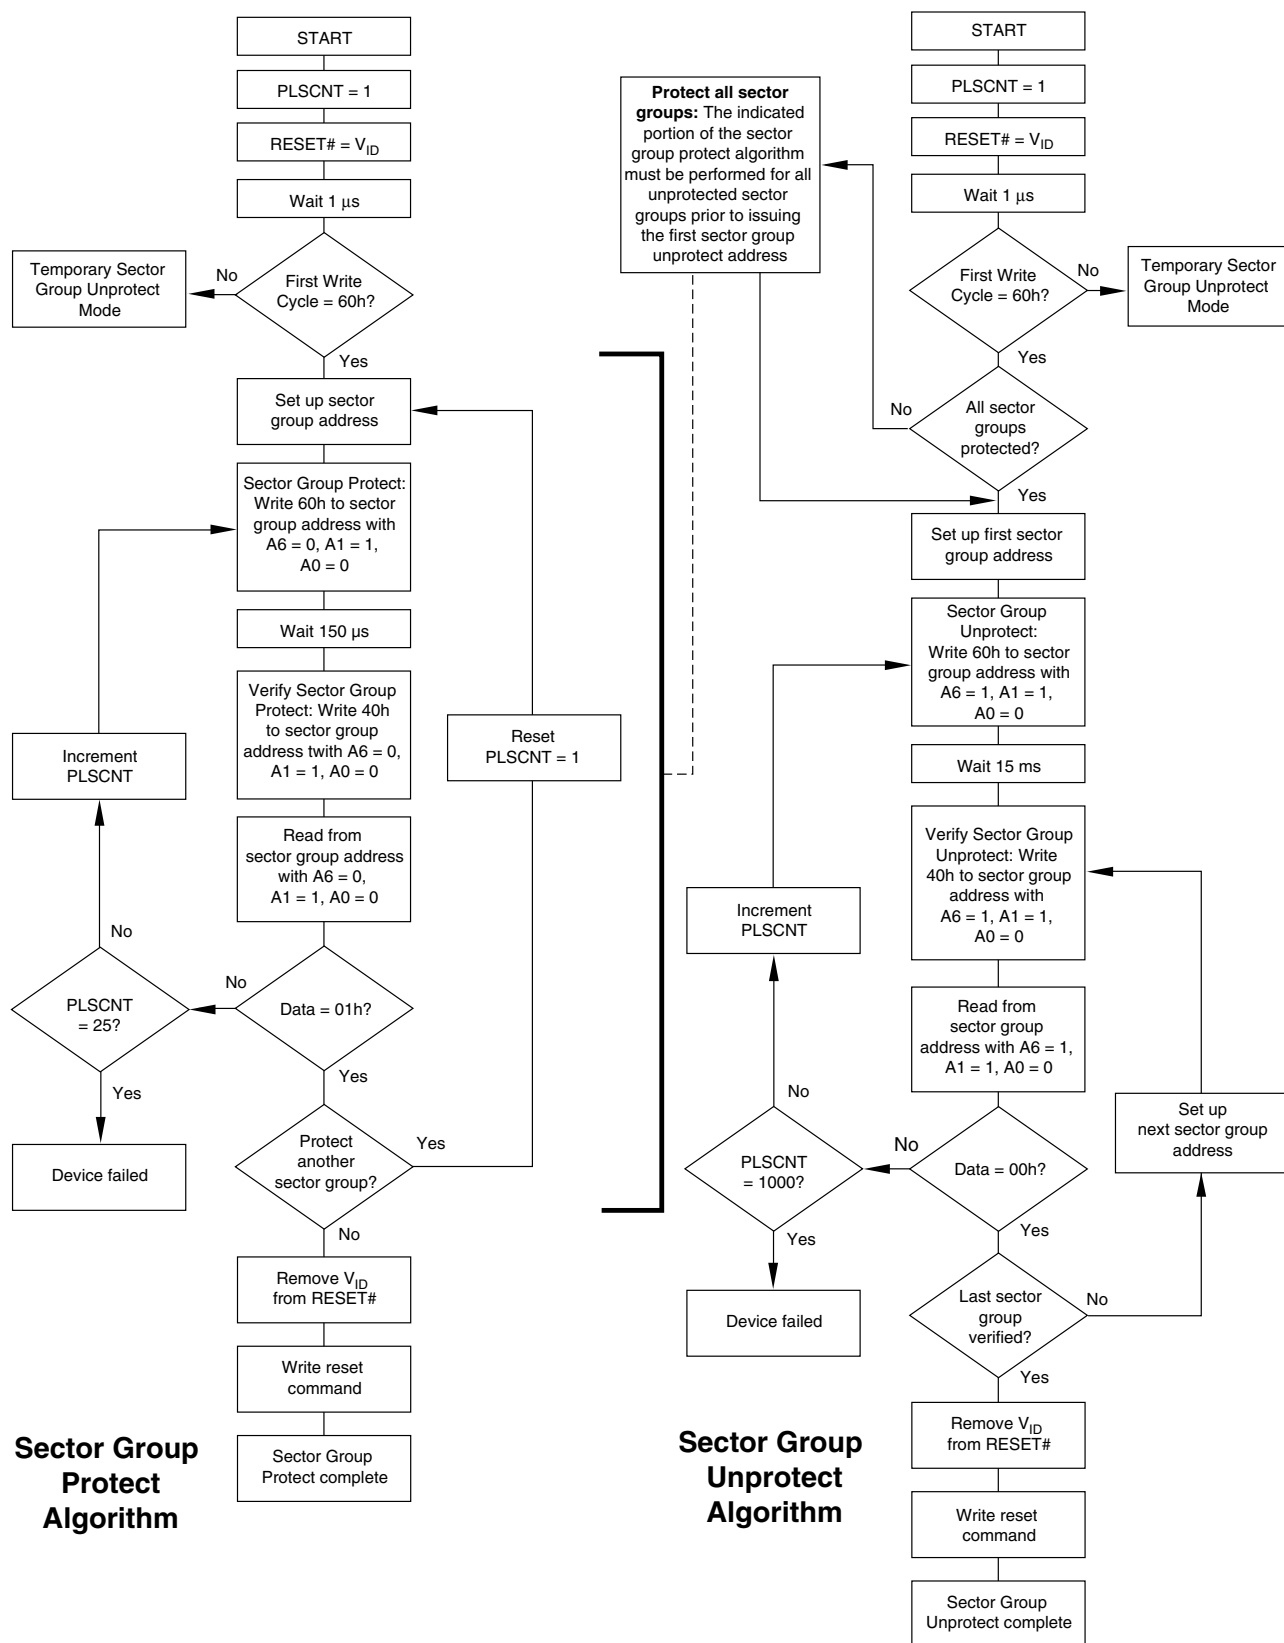 START
PLSCNT = 1
RESET# = VID
Wait 1 μs
First Write
Cycle = 60h?
No
Temporary Sector
Group Unprotect
Mode
Yes
Set up sector
group address
Sector Group Protect:
Write 60h to sector
group address with
A6 = 0, A1 = 1,
A0 = 0
Wait 150 µs
Verify Sector Group
Protect: Write 40h
to sector group
address twith A6 = 0,
A1 = 1, A0 = 0
Reset
PLSCNT = 1
Increment
PLSCNT
Read from
sector group address
with A6 = 0,
A1 = 1, A0 = 0
No
No
PLSCNT
= 25?
Data = 01h?
Yes
Yes
Device failed
Protect
another
sector group?
Yes
No
Remove VID
from RESET#
Write reset
command
Sector Group
Protect complete
Sector Group
Protect
Algorithm
Protect all sector
groups: The indicated
portion of the sector
group protect algorithm
must be performed for all
unprotected sector
groups prior to issuing
the first sector group
unprotect address
START
PLSCNT = 1
RESET# = VID
Wait 1 μs
First Write
Cycle = 60h?
No
Temporary Sector
Group Unprotect
Mode
Yes
No
All sector
groups
protected?
Yes
Set up first sector
group address
Sector Group
Unprotect:
Write 60h to sector
group address with
A6 = 1, A1 = 1,
A0 = 0
Wait 15 ms
Verify Sector Group
Unprotect: Write
40h to sector group
address with
A6 = 1, A1 = 1,
A0 = 0
Increment
PLSCNT
Read from
sector group
address with A6 = 1,
A1 = 1, A0 = 0
No
No
Set up
next sector group
address
PLSCNT
= 1000?
Data = 00h?
Yes
Yes
Device failed
Last sector
group
verified?
No
Yes
Remove VID
from RESET#
Write reset
command
Sector Group
Unprotect complete
Sector Group
Unprotect
Algorithm